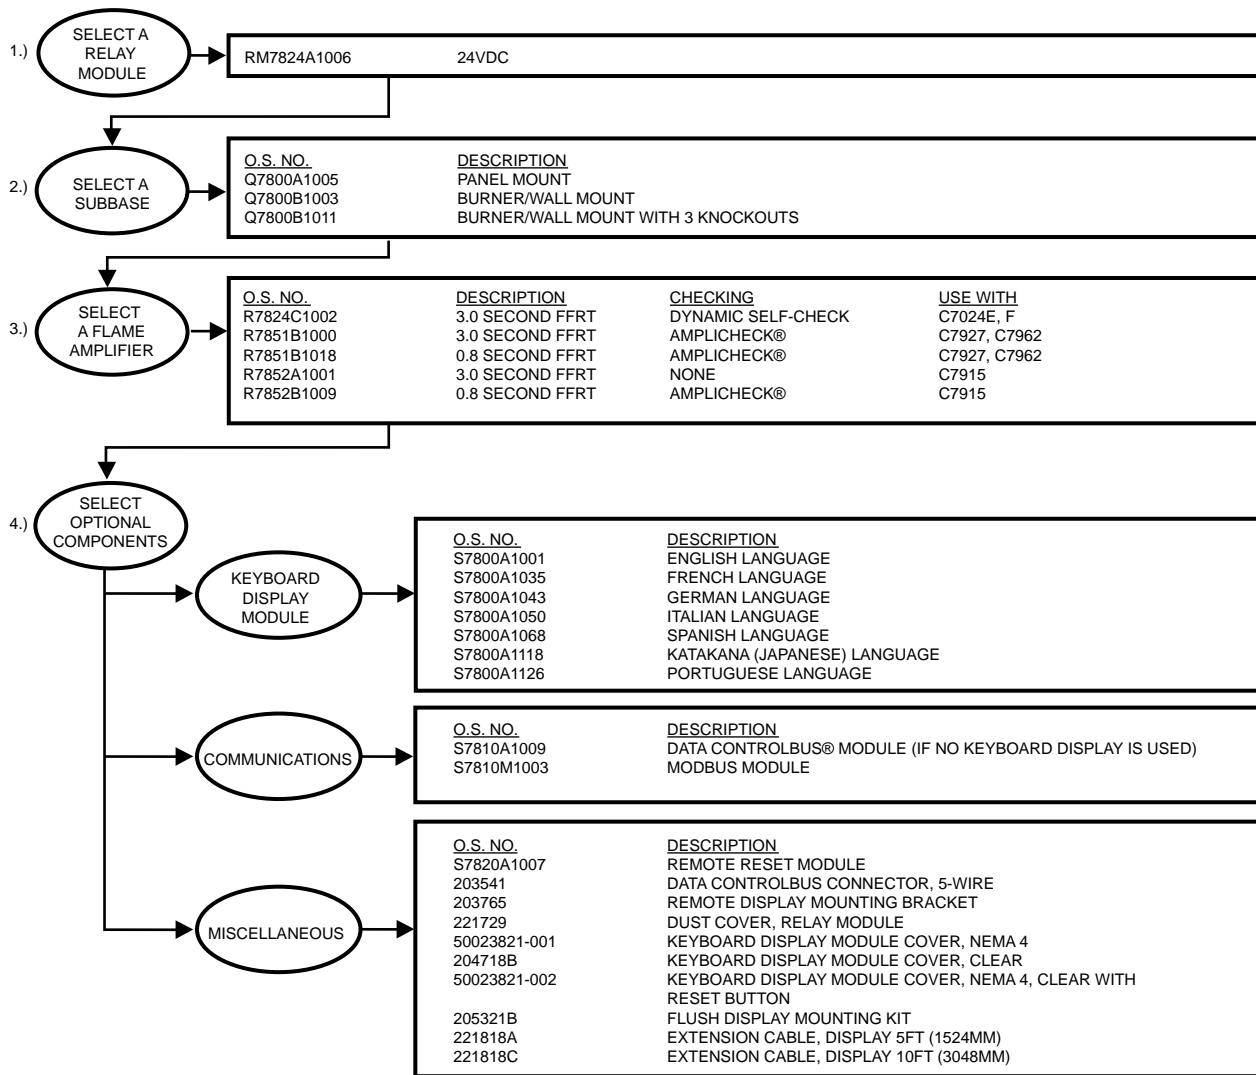 1.)
SELECT A
RELAY
MODULE
RM7824A1006 24VDC
2.)
SELECT A
SUBBASE
O.S. NO. DESCRIPTION
Q7800A1005 PANEL MOUNT
Q7800B1003 BURNER/WALL MOUNT
Q7800B1011 BURNER/WALL MOUNT WITH 3 KNOCKOUTS
3.)
SELECT
A FLAME
AMPLIFIER
O.S. NO. DESCRIPTION CHECKING USE WITH
R7824C1002 3.0 SECOND FFRT DYNAMIC SELF-CHECK C7024E, F
R7851B1000 3.0 SECOND FFRT AMPLICHECK® C7927, C7962
R7851B1018 0.8 SECOND FFRT AMPLICHECK® C7927, C7962
R7852A1001 3.0 SECOND FFRT NONE C7915
R7852B1009 0.8 SECOND FFRT AMPLICHECK® C7915
4.)
SELECT
OPTIONAL
COMPONENTS
KEYBOARD
DISPLAY
MODULE
O.S. NO. DESCRIPTION
S7800A1001 ENGLISH LANGUAGE
S7800A1035 FRENCH LANGUAGE
S7800A1043 GERMAN LANGUAGE
S7800A1050 ITALIAN LANGUAGE
S7800A1068 SPANISH LANGUAGE
S7800A1118 KATAKANA (JAPANESE) LANGUAGE
S7800A1126 PORTUGUESE LANGUAGE
COMMUNICATIONS
O.S. NO. DESCRIPTION
S7810A1009 DATA CONTROLBUS® MODULE (IF NO KEYBOARD DISPLAY IS USED)
S7810M1003 MODBUS MODULE
MISCELLANEOUS
O.S. NO. DESCRIPTION
S7820A1007 REMOTE RESET MODULE
203541 DATA CONTROLBUS CONNECTOR, 5-WIRE
203765 REMOTE DISPLAY MOUNTING BRACKET
221729 DUST COVER, RELAY MODULE
50023821-001 KEYBOARD DISPLAY MODULE COVER, NEMA 4
204718B KEYBOARD DISPLAY MODULE COVER, CLEAR
50023821-002 KEYBOARD DISPLAY MODULE COVER, NEMA 4, CLEAR WITH
RESET BUTTON
205321B FLUSH DISPLAY MOUNTING KIT
221818A EXTENSION CABLE, DISPLAY 5FT (1524MM)
221818C EXTENSION CABLE, DISPLAY 10FT (3048MM)